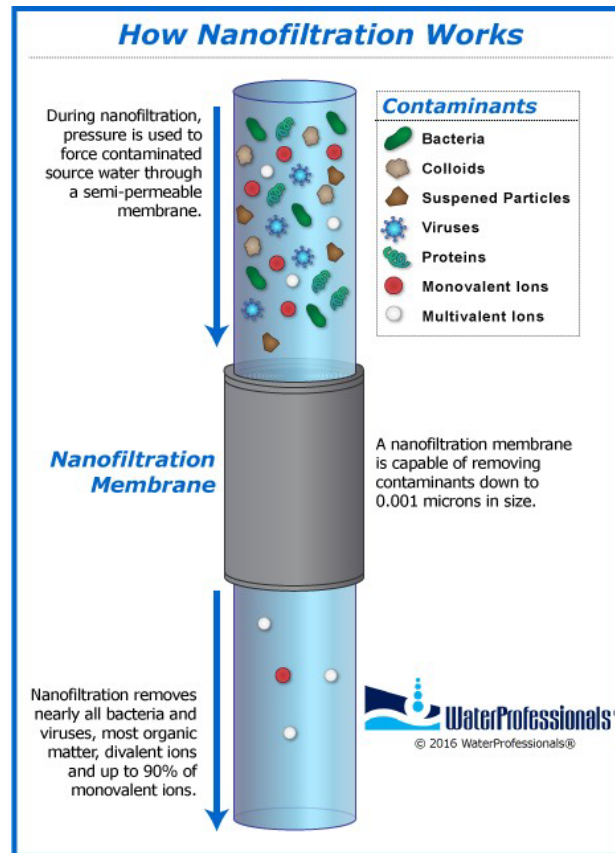 How Nanofiltration Works
During nanofiltration,
pressure is used to
force contaminated
source water through
a semi-permeable
membrane.
Contaminants
Bacteria
Colloids
Suspened Particles
Viruses
Proteins
Monovalent Ions
Multivalent Ions
Nanofiltration
Membrane
A nanofiltration membrane
is capable of removing
contaminants down to
0.001 microns in size.
Nanofiltration removes
nearly all bacteria and
viruses, most organic
matter, divalent ions
and up to 90% of
monovalent ions.
WaterProfessionals®
© 2016 WaterProfessionals®